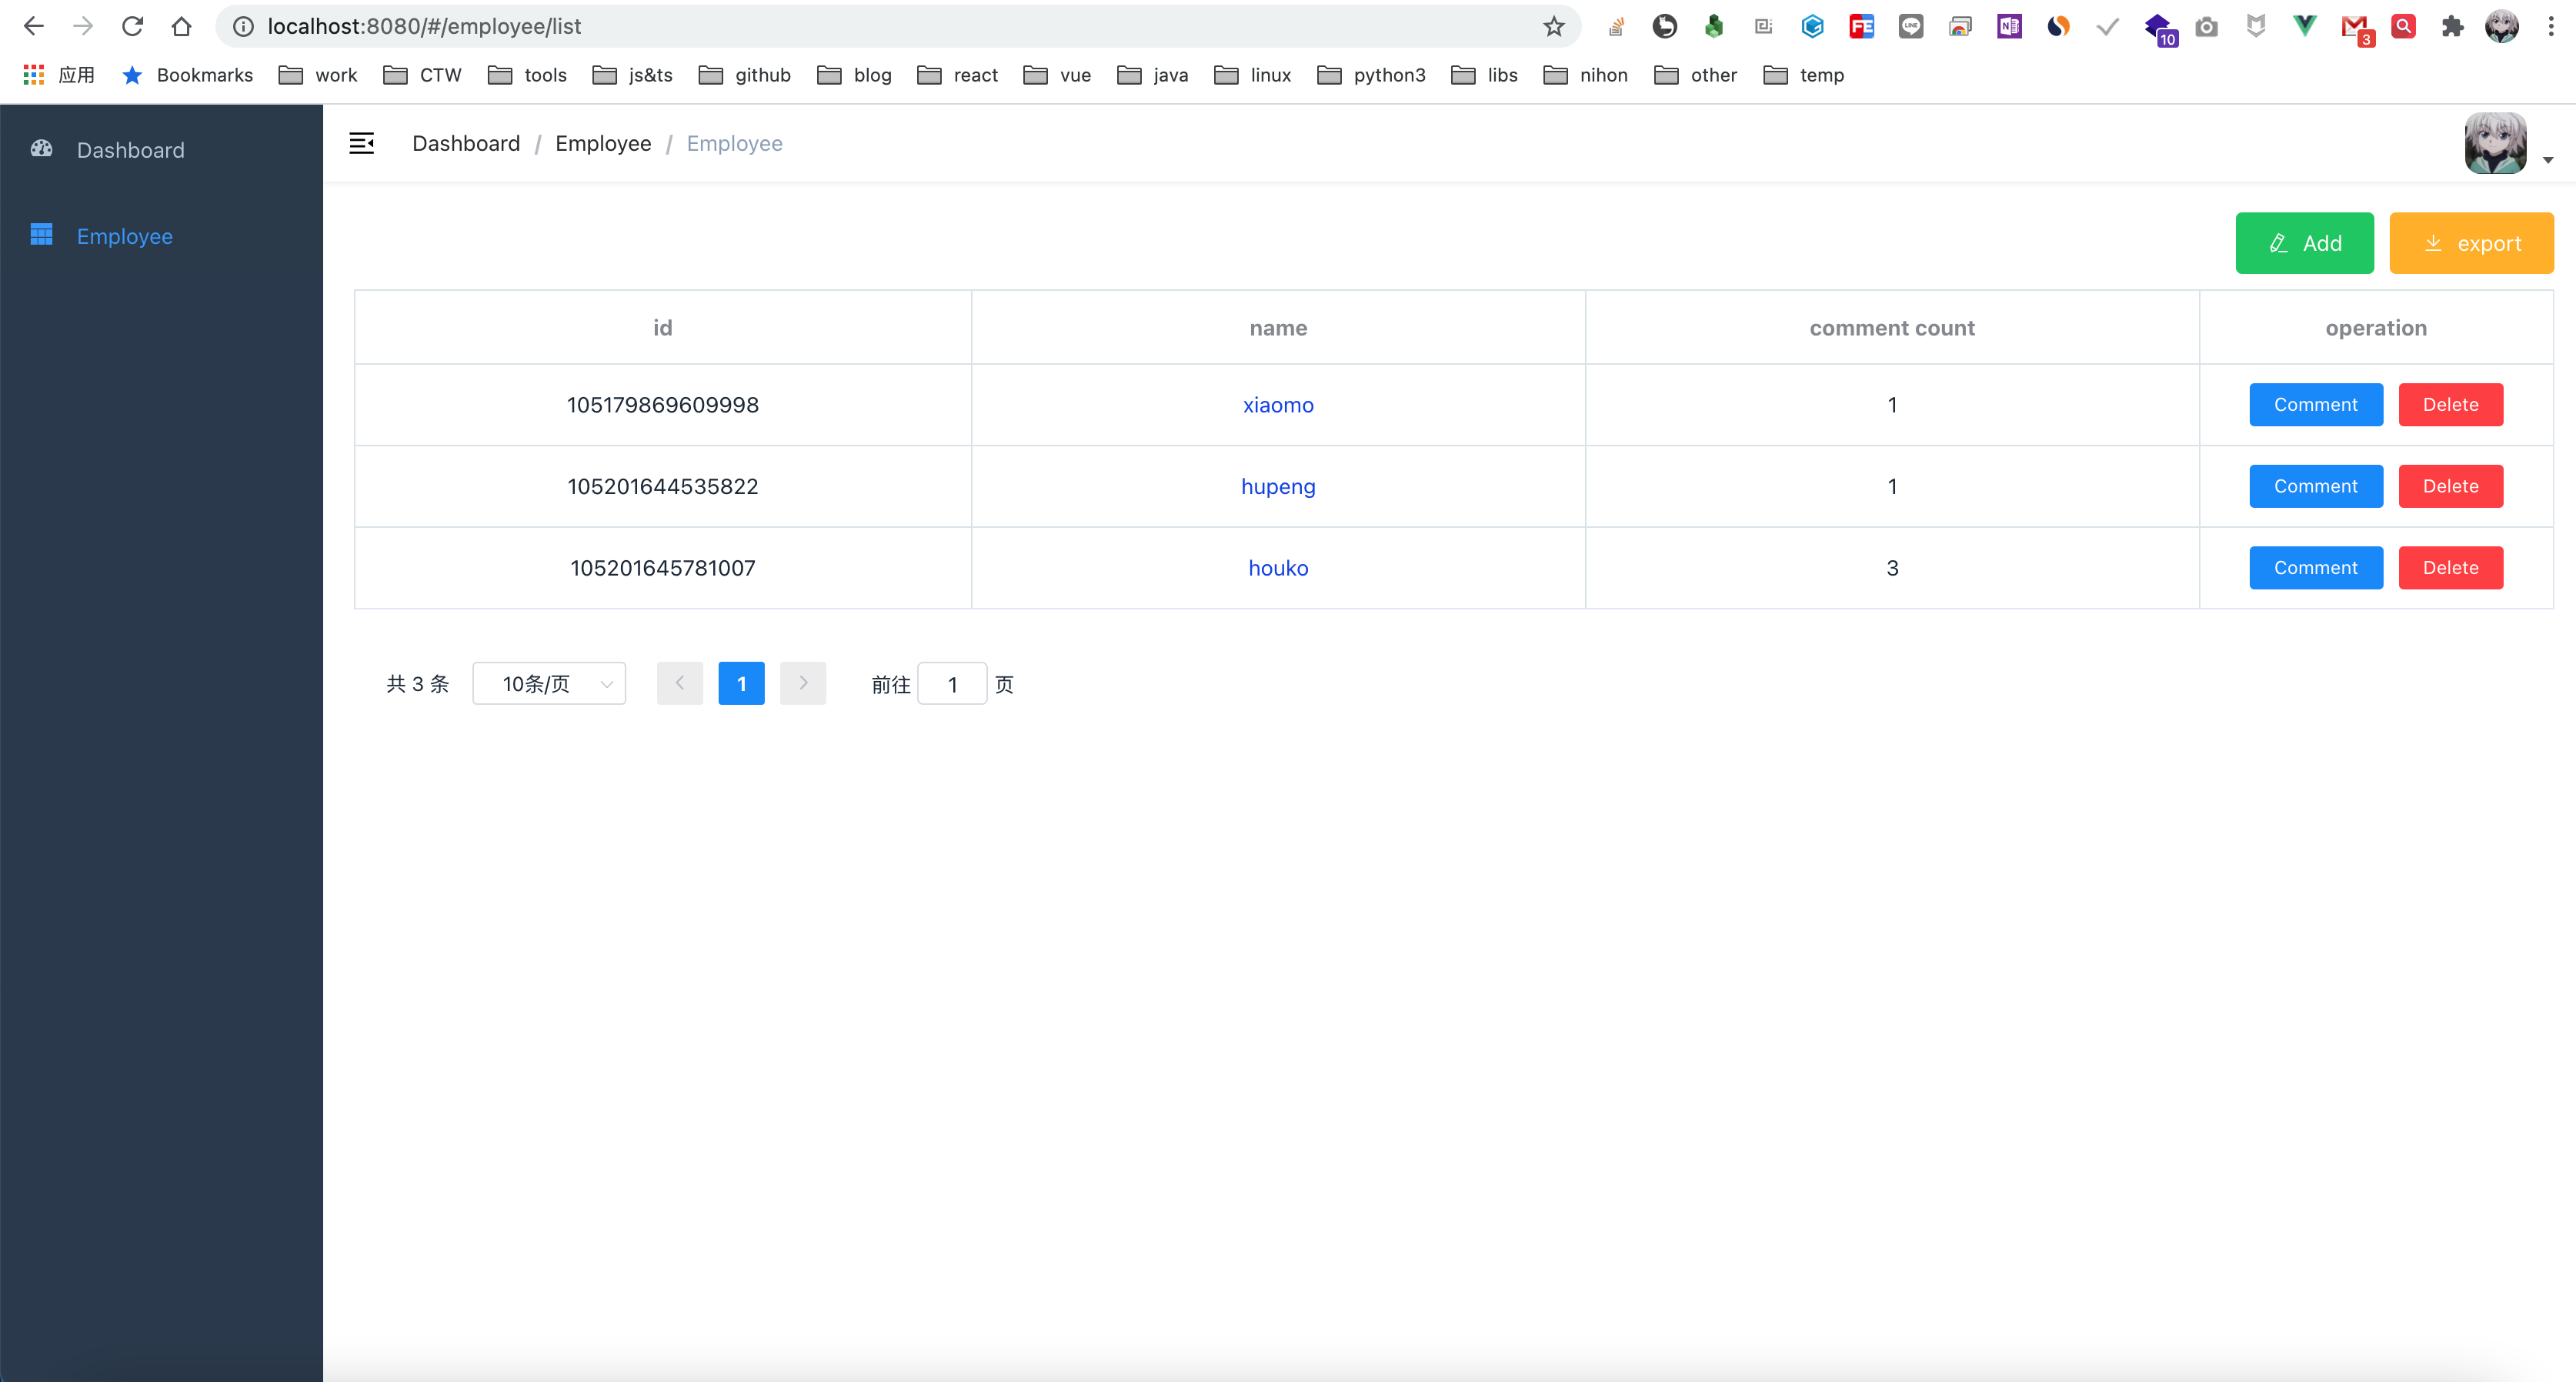 localhost:8080/#/employee/list
FE LINE N 10 3
应用 Bookmarks work CTW tools js&ts github blog react vue java linux python3 libs nihon other temp
Dashboard
Employee
Dashboard / Employee / Employee
Add export
id name comment count operation
105179869609998 xiaomo 1 Comment Delete
105201644535822 hupeng 1 Comment Delete
105201645781007 houko 3 Comment Delete
共 3 条 10条/页 1 前往 1 页